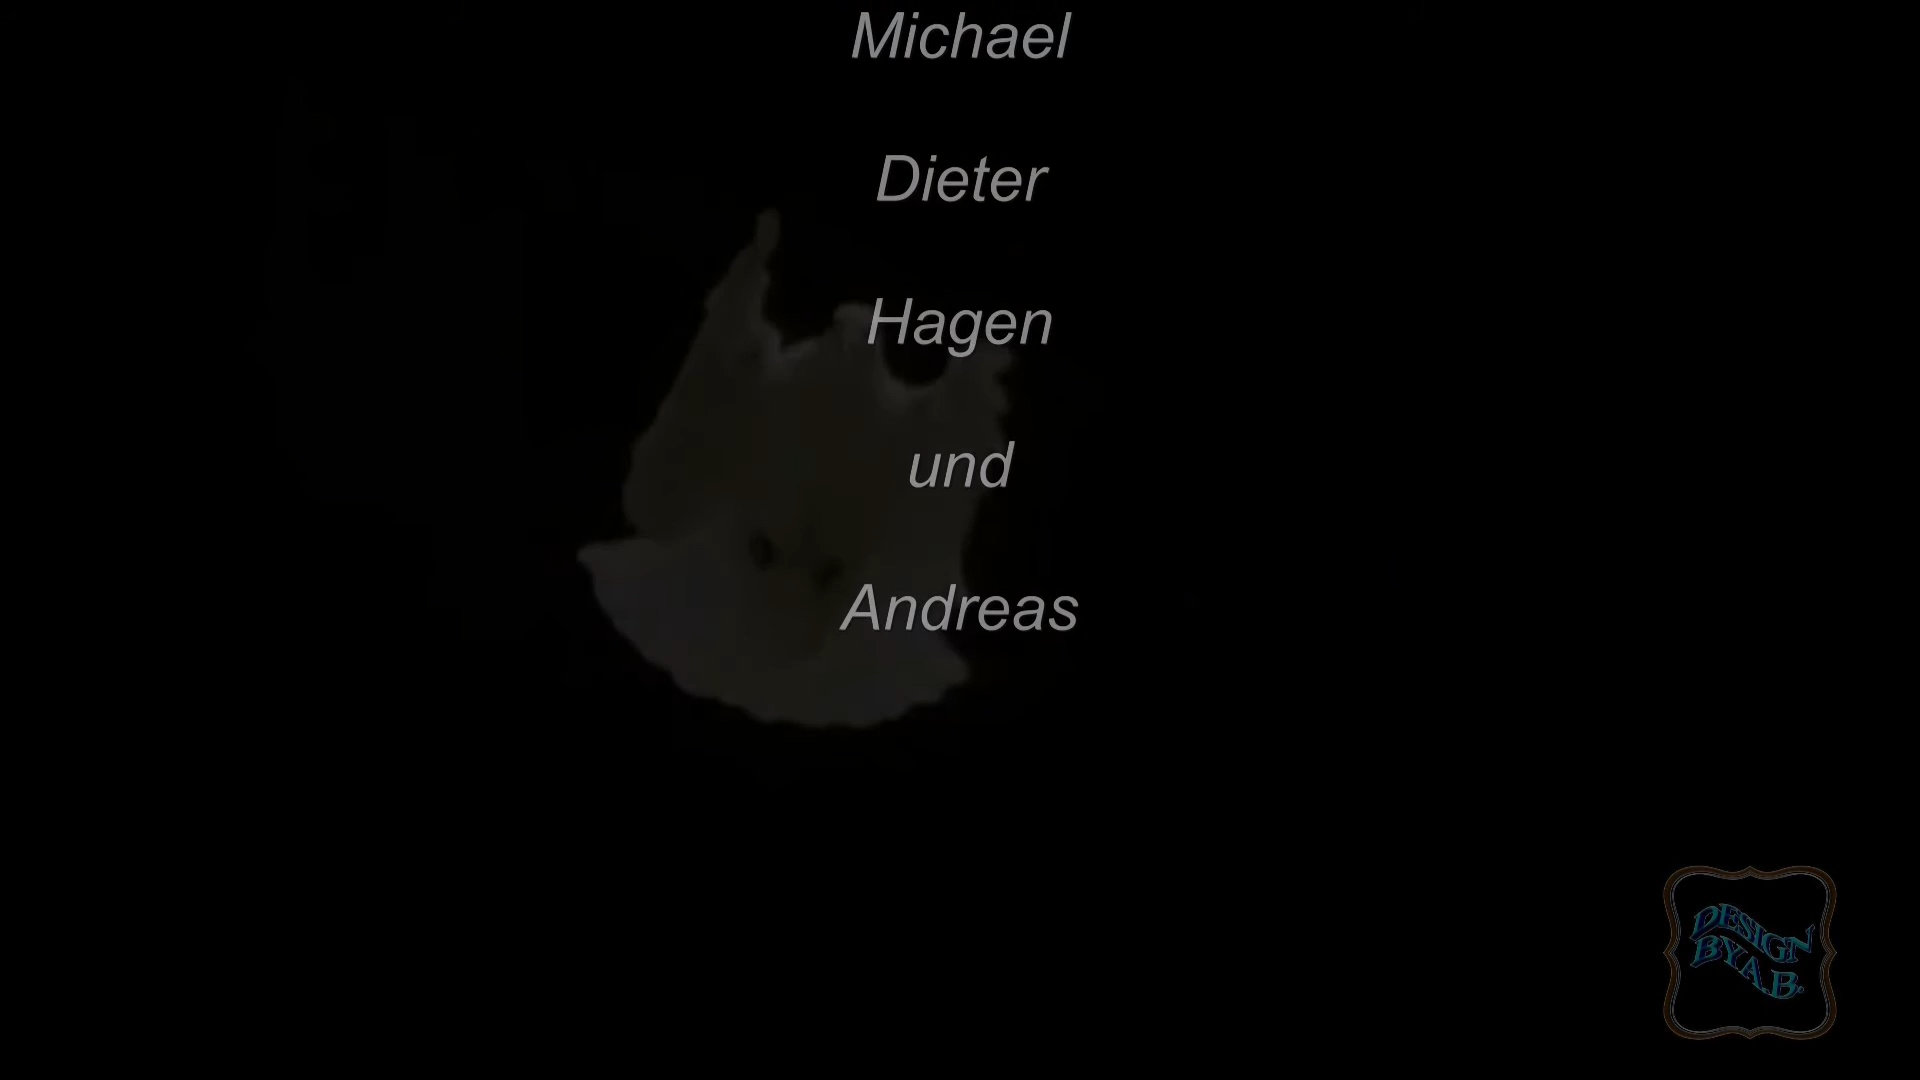 Michael
Dieter
Hagen
und
Andreas
DESIGN
BY A.B.